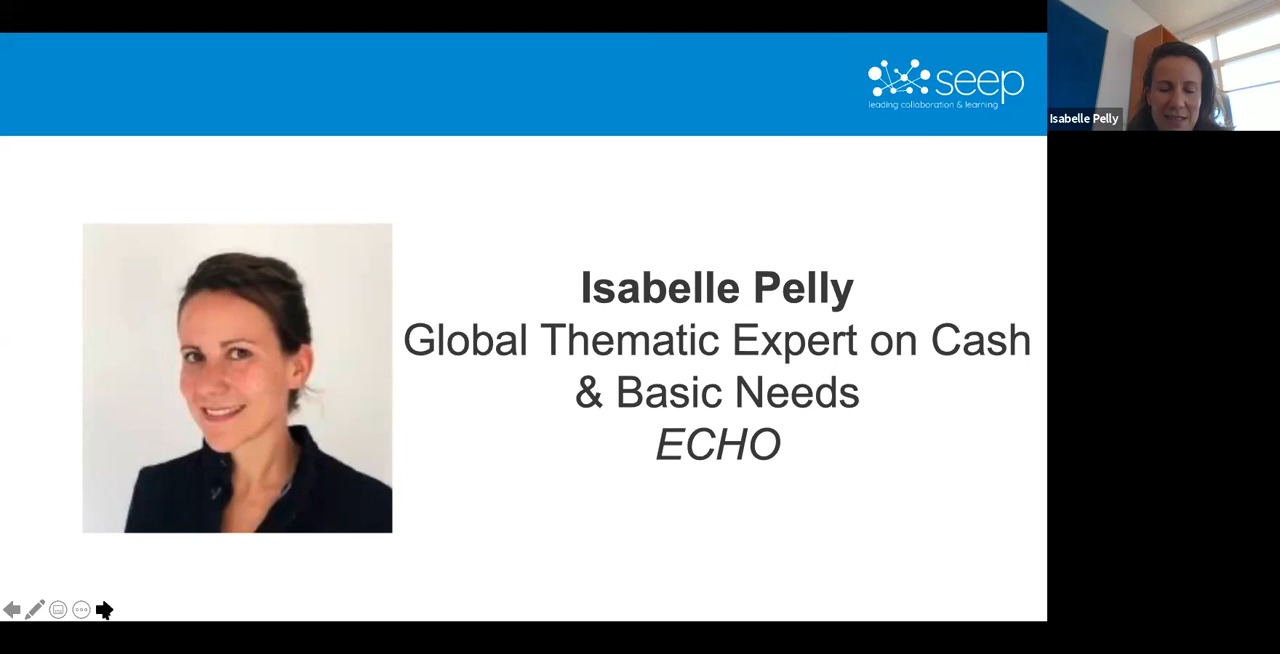 seep
leading collaboration & learning
Isabelle Pelly
Isabelle Pelly
Global Thematic Expert on Cash
& Basic Needs
ECHO